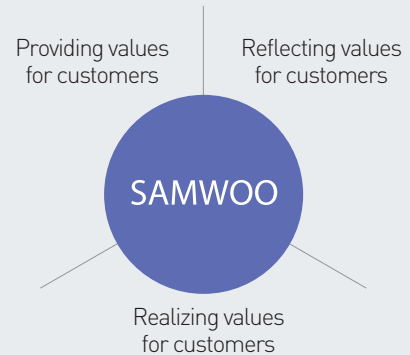 Providing values
for customers
Reflecting values
for customers
SAMWOO
Realizing values
for customers